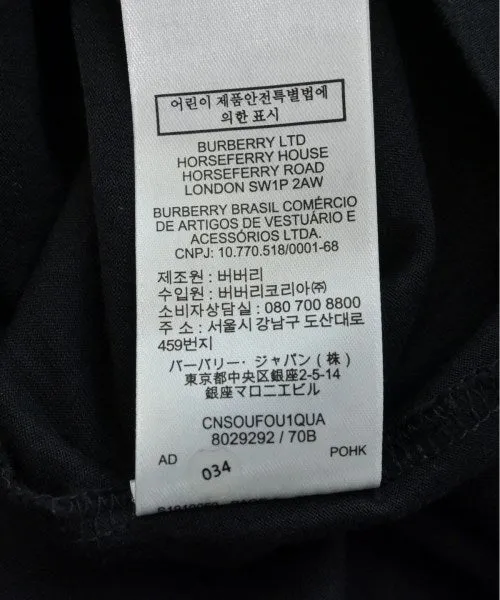 어린이 제품안전특별법에
의한 표시
BURBERRY LTD
HORSEFERRY HOUSE
HORSEFERRY ROAD
LONDON SW1P 2AW
BURBERRY BRASIL COMÉRCIO
DE ARTIGOS DE VESTUÁRIO E
ACESSÓRIOS LTDA.
CNPJ: 10.770.518/0001-68
제조원 : 버버리
수입원 : 버버리코리아㈜
소비자상담실 : 080 700 8800
주 소 : 서울시 강남구 도산대로
459번지
バーバリー・ジャパン(株)
東京都中央区銀座2-5-14
銀座マロニエビル
CNSOUFOU1QUA
8029292 / 70B
AD 034 POHK